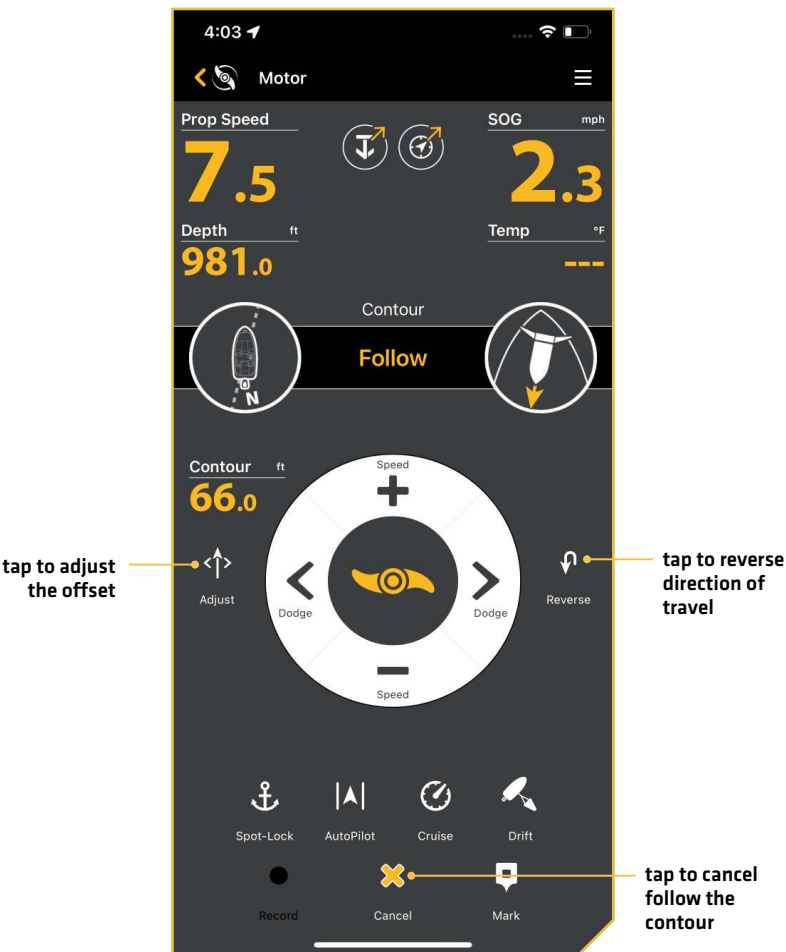 4:03
Motor
Prop Speed
SOG mph
7.5
2.3
Depth ft
Temp °F
981.0
---
Contour
Follow
N
Contour ft
66.0
Speed
tap to adjust
the offset
Adjust
Dodge
Dodge
Reverse
tap to reverse
direction of
travel
Speed
Spot-Lock AutoPilot Cruise Drift
Record Cancel Mark
tap to cancel
follow the
contour